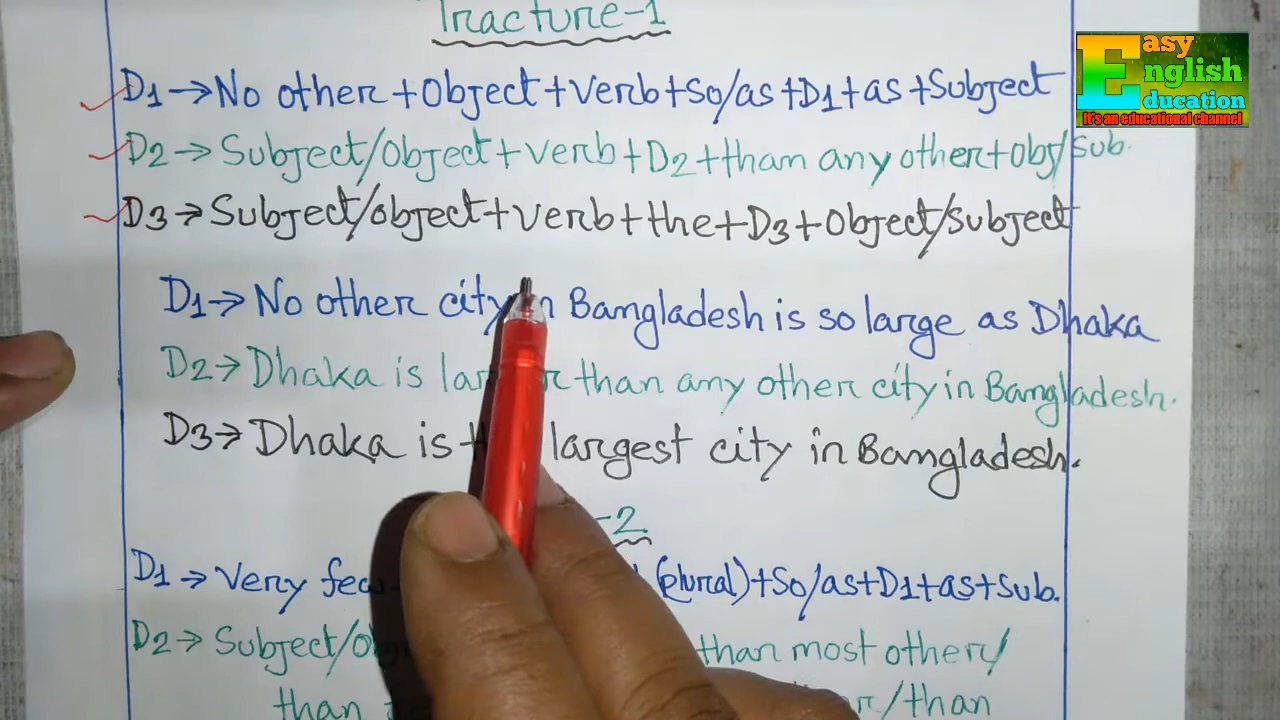 Tracture-1
Easy
English
Education
It's an educational channel
D1→No other+Object+Verb+So/as+D1+as+Subject
D2→Subject/Object+verb+D2+than any other+obj/sub.
D3→Subject/object+verb+the+D3+Object/Subject
D1→No other city in Bangladesh is so large as Dhaka
D2→Dhaka is than any other city in Bangladesh.
D3→Dhaka is largest city in Bangladesh.
-2
D1→Very few (plural)+So/as+D1+as+Sub.
D2→Subject/ than most other/
than /than